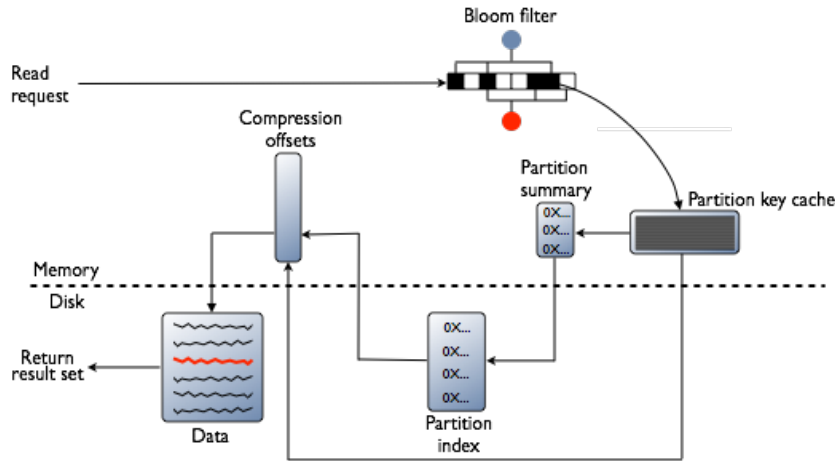 Bloom filter
Read
request
Compression
offsets
Partition
summary
Partition key cache
0X...
0X...
0X...
Memory
Disk
0X...
0X...
0X...
0X...
Return
result set
Data
Partition
index